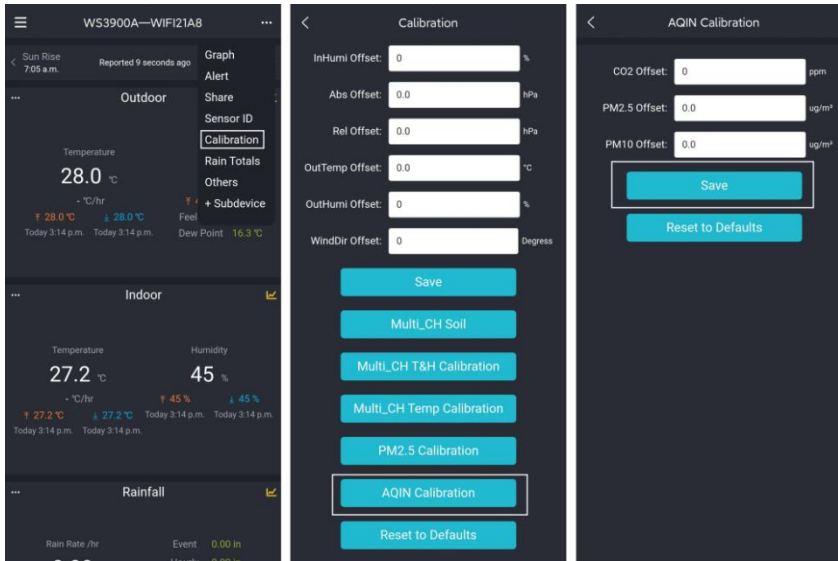 WS3900A—WIFI21A8
Sun Rise
7:05 a.m.
Reported 9 seconds ago
Graph
Alert
Share
Sensor ID
Calibration
Rain Totals
Others
+ Subdevice
Outdoor
Temperature
28.0 ℃
- ℃/hr
28.0 ℃ 28.0 ℃
Today 3:14 p.m. Today 3:14 p.m.
Feel
Dew Point 16.3 ℃
Indoor
Temperature
Humidity
27.2 ℃
45 %
- ℃/hr
45 % 45 %
27.2 ℃ 27.2 ℃
Today 3:14 p.m. Today 3:14 p.m.
Today 3:14 p.m. Today 3:14 p.m.
Rainfall
Rain Rate /hr
Event 0.00 in
Calibration
InHumi Offset: 0 %
Abs Offset: 0.0 hPa
Rel Offset: 0.0 hPa
OutTemp Offset: 0.0 ℃
OutHumi Offset: 0 %
WindDir Offset: 0 Degress
Save
Multi_CH Soil
Multi_CH T&H Calibration
Multi_CH Temp Calibration
PM2.5 Calibration
AQIN Calibration
Reset to Defaults
AQIN Calibration
CO2 Offset: 0 ppm
PM2.5 Offset: 0.0 ug/m³
PM10 Offset: 0.0 ug/m³
Save
Reset to Defaults